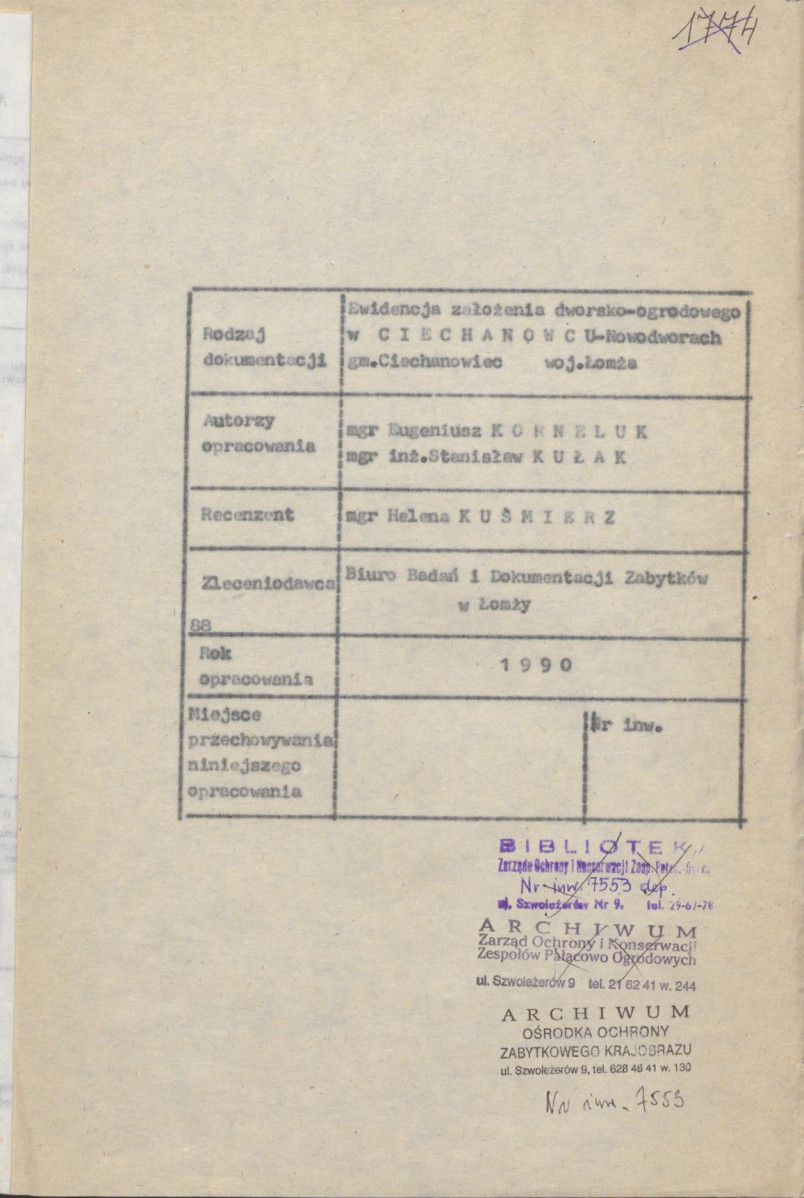 1774
Ewidencja założenia dworsko-ogrodowego
Rodzaj
w C I E C H A N O W C U-Nowodworach
dokumentacji
gm.Ciechanowiec woj.Łomża
Autorzy
opracowania
mgr Eugeniusz K O R N E L U K
mgr inż.Stanisław K U Ł A K
Recenzent
mgr Helena K U Ś M I E R Z
Zleceniodawca
Biuro Badań i Dokumentacji Zabytków
w Łomży
88
Rok
opracowania
1 9 9 0
Miejsce
przechowywania
niniejszego
opracowania
Nr inw.
B I B L I O T E K
Zarządu Ochrony i Konserwacji Zesp.
Nr inw 7553 dep.
ul. Szwoleżerów Nr 9. tel. 29-67-78
A R C H I W U M
Zarząd Ochrony i Konserwacji
Zespołów Pałacowo Ogrodowych
ul. Szwoleżerów 9 tel. 21 62 41 w. 244
A R C H I W U M
OŚRODKA OCHRONY
ZABYTKOWEGO KRAJOBRAZU
ul. Szwoleżerów 9, tel. 628 48 41 w. 130
Nr inw. 7553